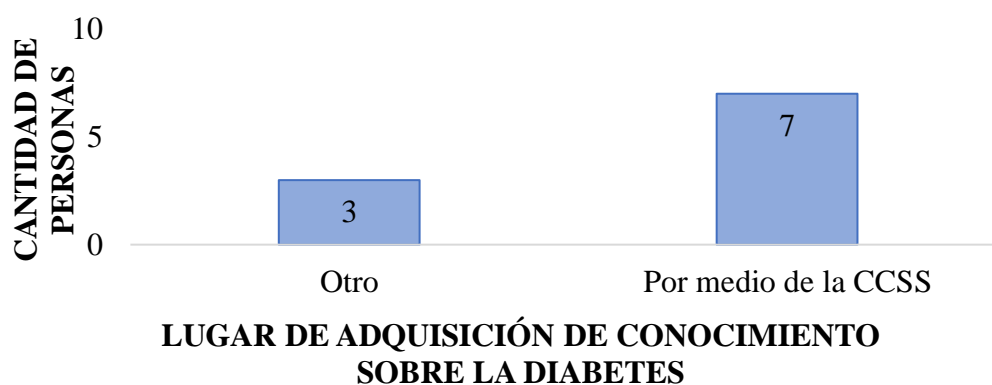 CANTIDAD DE
PERSONAS
10
5
0
3
7
Otro
Por medio de la CCSS
LUGAR DE ADQUISICIÓN DE CONOCIMIENTO
SOBRE LA DIABETES